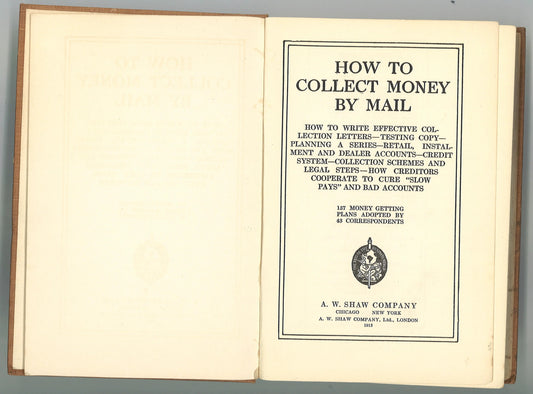 HOW TO
COLLECT MONEY
BY MAIL
HOW TO WRITE EFFECTIVE COL-
LECTION LETTERS—TESTING COPY—
PLANNING A SERIES—RETAIL, INSTAL-
MENT AND DEALER ACCOUNTS—CREDIT
SYSTEM—COLLECTION SCHEMES AND
LEGAL STEPS—HOW CREDITORS
COOPERATE TO CURE "SLOW
PAYS" AND BAD ACCOUNTS
157 MONEY GETTING
PLANS ADOPTED BY
43 CORRESPONDENTS
A. W. SHAW COMPANY
CHICAGO NEW YORK
A. W. SHAW COMPANY, Ltd., LONDON
1913